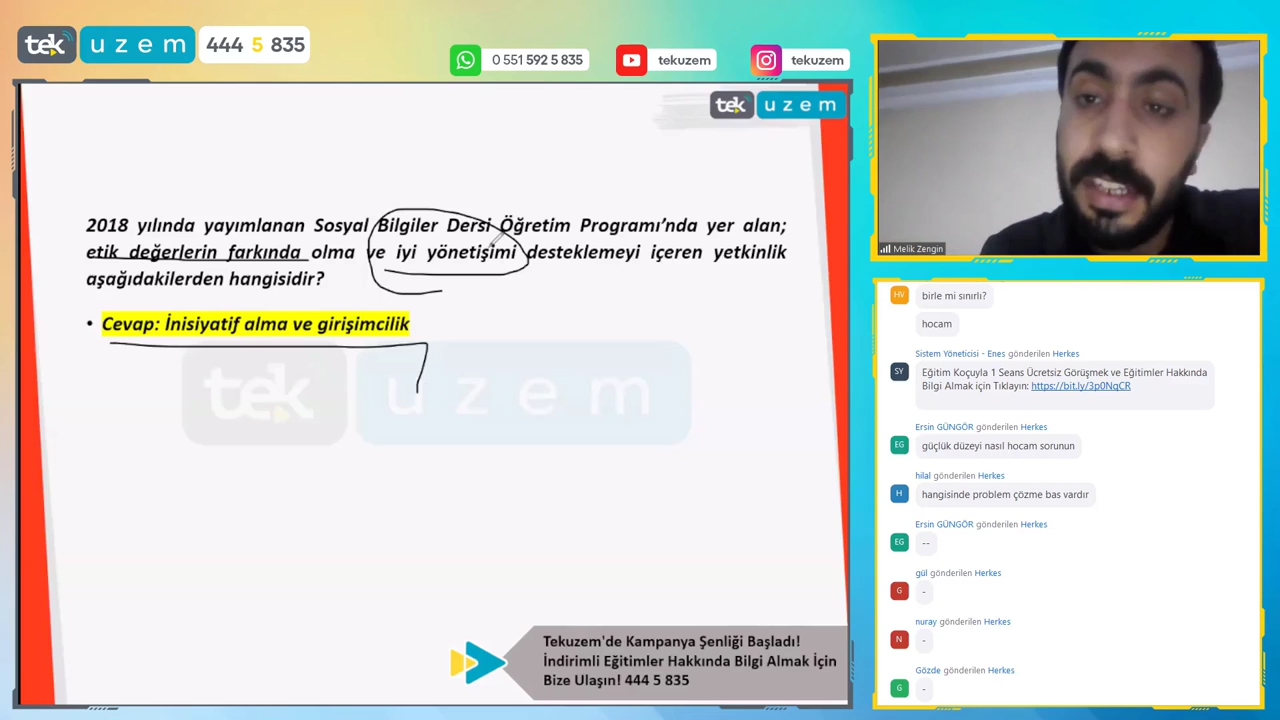 tek uzem 444 5 835
0 551 592 5 835
tekuzem
tekuzem
tek uzem
2018 yılında yayımlanan Sosyal Bilgiler Dersi Öğretim Programı’nda yer alan;
etik değerlerin farkında olma ve iyi yönetişimi desteklemeyi içeren yetkinlik
aşağıdakilerden hangisidir?
• Cevap: İnisiyatif alma ve girişimcilik
tek uzem
Tekuzem'de Kampanya Şenliği Başladı!
İndirimli Eğitimler Hakkında Bilgi Almak İçin
Bize Ulaşın! 444 5 835
Melik Zengin
HV
birle mi sınırlı?
hocam
Sistem Yöneticisi - Enes gönderilen Herkes
SY
Eğitim Koçuyla 1 Seans Ücretsiz Görüşmek ve Eğitimler Hakkında
Bilgi Almak için Tıklayın: https://bit.ly/3p0NqCR
Ersin GÜNGÖR gönderilen Herkes
EG
güçlük düzeyi nasıl hocam sorunun
hilal gönderilen Herkes
H
hangisinde problem çözme bas vardır
Ersin GÜNGÖR gönderilen Herkes
EG
--
gül gönderilen Herkes
G
-
nuray gönderilen Herkes
N
-
Gözde gönderilen Herkes
G
-